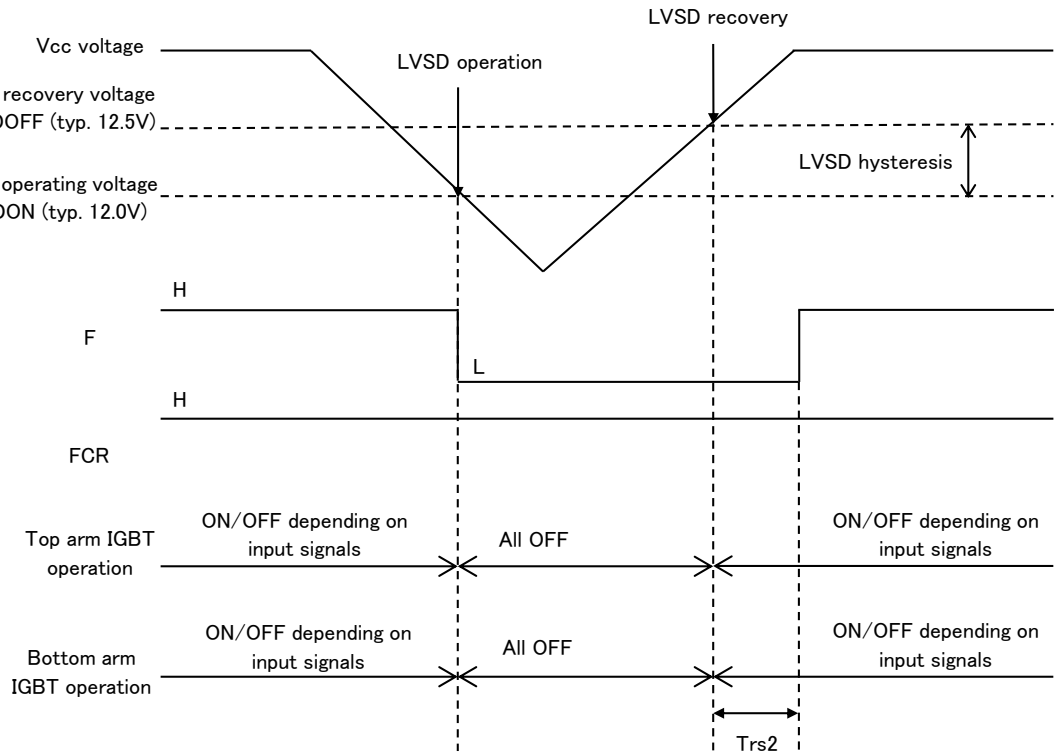 LVSD recovery
Vcc voltage
LVSD operation
recovery voltage
OFF (typ. 12.5V)
LVSD hysteresis
operating voltage
ON (typ. 12.0V)
H
F
L
H
FCR
Top arm IGBT
operation
ON/OFF depending on
input signals
All OFF
ON/OFF depending on
input signals
Bottom arm
IGBT operation
ON/OFF depending on
input signals
All OFF
ON/OFF depending on
input signals
Trs2